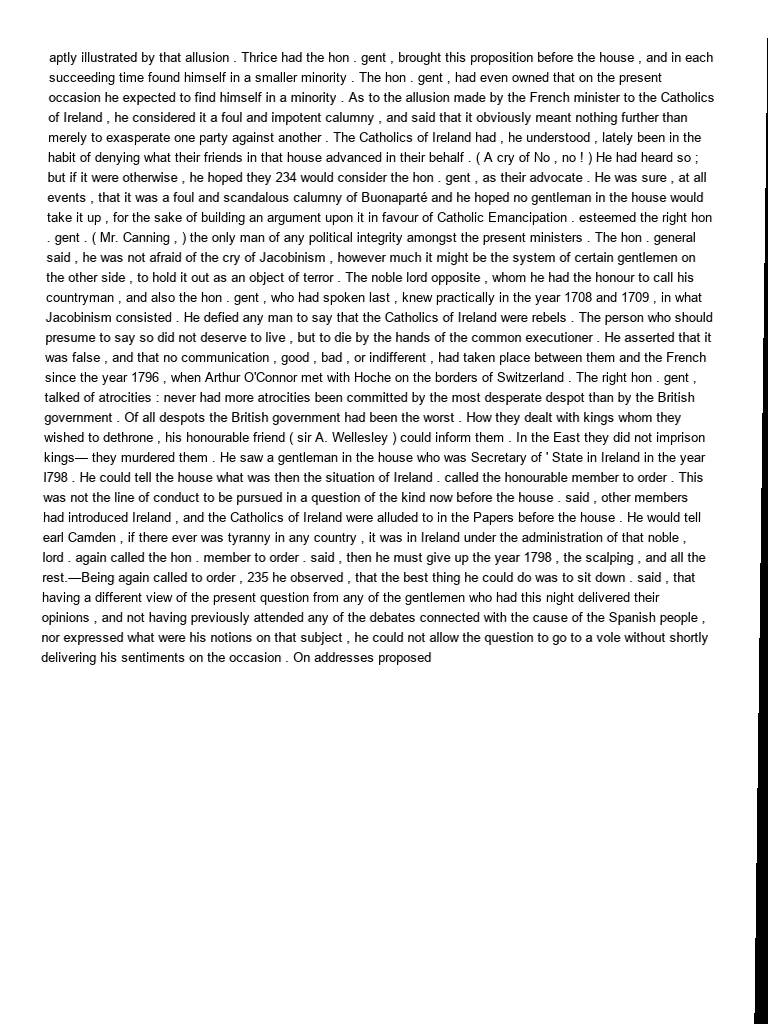 aptly illustrated by that allusion . Thrice had the hon . gent , brought this proposition before the house , and in each
succeeding time found himself in a smaller minority . The hon . gent , had even owned that on the present
occasion he expected to find himself in a minority . As to the allusion made by the French minister to the Catholics
of Ireland , he considered it a foul and impotent calumny , and said that it obviously meant nothing further than
merely to exasperate one party against another . The Catholics of Ireland had , he understood , lately been in the
habit of denying what their friends in that house advanced in their behalf . ( A cry of No , no ! ) He had heard so ;
but if it were otherwise , he hoped they 234 would consider the hon . gent , as their advocate . He was sure , at all
events , that it was a foul and scandalous calumny of Buonaparté and he hoped no gentleman in the house would
take it up , for the sake of building an argument upon it in favour of Catholic Emancipation . esteemed the right hon
. gent . ( Mr. Canning , ) the only man of any political integrity amongst the present ministers . The hon . general
said , he was not afraid of the cry of Jacobinism , however much it might be the system of certain gentlemen on
the other side , to hold it out as an object of terror . The noble lord opposite , whom he had the honour to call his
countryman , and also the hon . gent , who had spoken last , knew practically in the year 1708 and 1709 , in what
Jacobinism consisted . He defied any man to say that the Catholics of Ireland were rebels . The person who should
presume to say so did not deserve to live , but to die by the hands of the common executioner . He asserted that it
was false , and that no communication , good , bad , or indifferent , had taken place between them and the French
since the year 1796 , when Arthur O'Connor met with Hoche on the borders of Switzerland . The right hon . gent ,
talked of atrocities : never had more atrocities been committed by the most desperate despot than by the British
government . Of all despots the British government had been the worst . How they dealt with kings whom they
wished to dethrone , his honourable friend ( sir A. Wellesley ) could inform them . In the East they did not imprison
kings— they murdered them . He saw a gentleman in the house who was Secretary of ' State in Ireland in the year
l798 . He could tell the house what was then the situation of Ireland . called the honourable member to order . This
was not the line of conduct to be pursued in a question of the kind now before the house . said , other members
had introduced Ireland , and the Catholics of Ireland were alluded to in the Papers before the house . He would tell
earl Camden , if there ever was tyranny in any country , it was in Ireland under the administration of that noble ,
lord . again called the hon . member to order . said , then he must give up the year 1798 , the scalping , and all the
rest.—Being again called to order , 235 he observed , that the best thing he could do was to sit down . said , that
having a different view of the present question from any of the gentlemen who had this night delivered their
opinions , and not having previously attended any of the debates connected with the cause of the Spanish people ,
nor expressed what were his notions on that subject , he could not allow the question to go to a vole without shortly
delivering his sentiments on the occasion . On addresses proposed